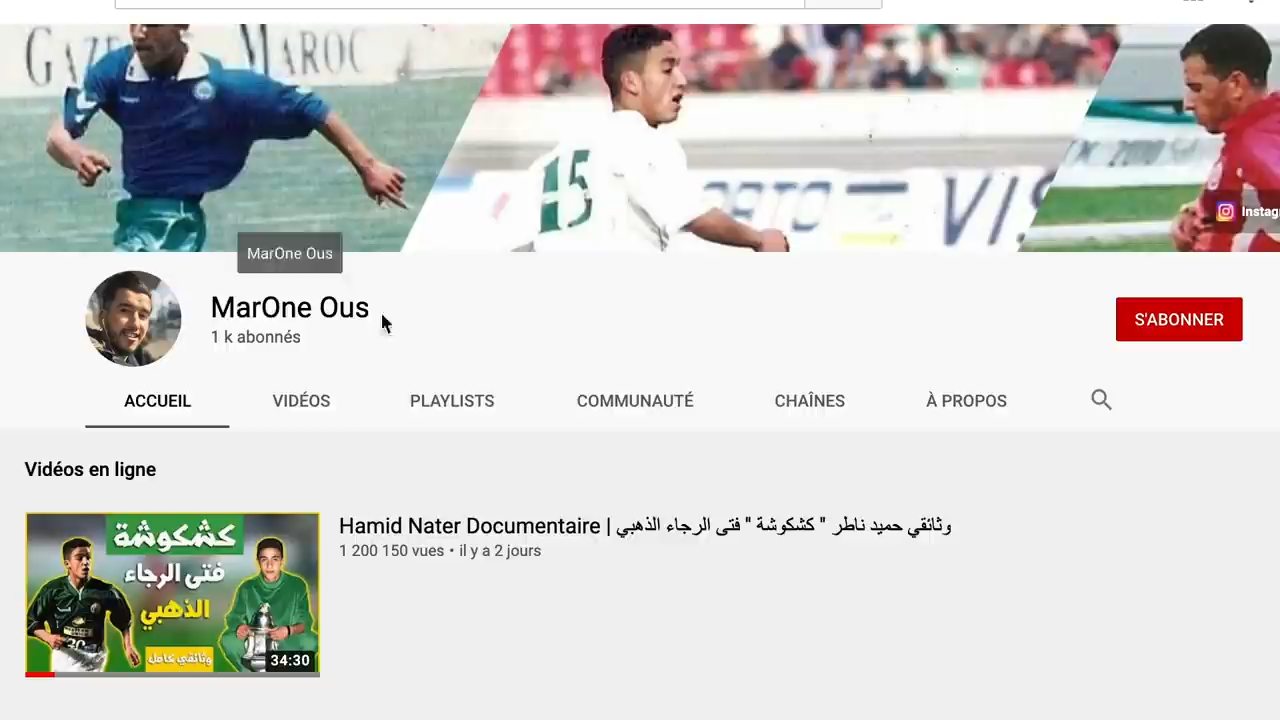 GAZE MAROC
15
VIS
Instag
MarOne Ous
MarOne Ous
1 k abonnés
S'ABONNER
ACCUEIL
VIDÉOS
PLAYLISTS
COMMUNAUTÉ
CHAÎNES
À PROPOS
Vidéos en ligne
كشكوشة
فتى الرجاء
الذهبي
وثائقي كامل
34:30
Hamid Nater Documentaire | وثائقي حميد ناطر " كشكوشة " فتى الرجاء الذهبي
1 200 150 vues • il y a 2 jours